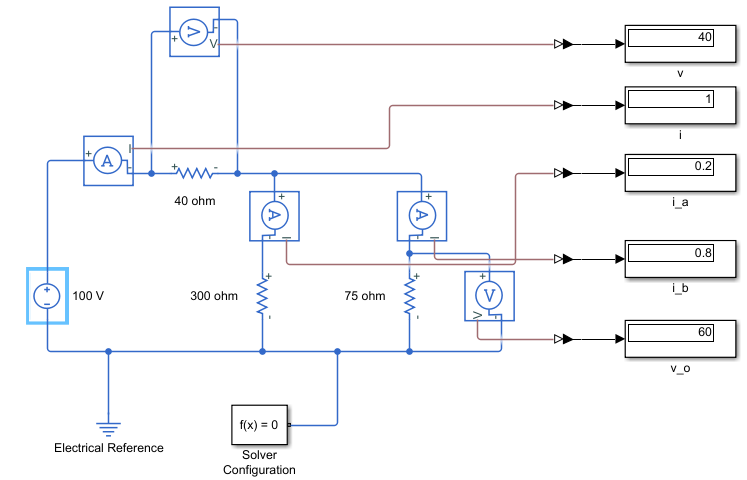 V
+
-
V
40
v
1
i
A
+
I
-
+
-
40 ohm
0.2
i_a
A
+
-
I
A
+
-
I
0.8
i_b
100 V
+
-
300 ohm
+
-
75 ohm
+
-
V
+
V
-
60
v_o
f(x) = 0
Electrical Reference
Solver
Configuration